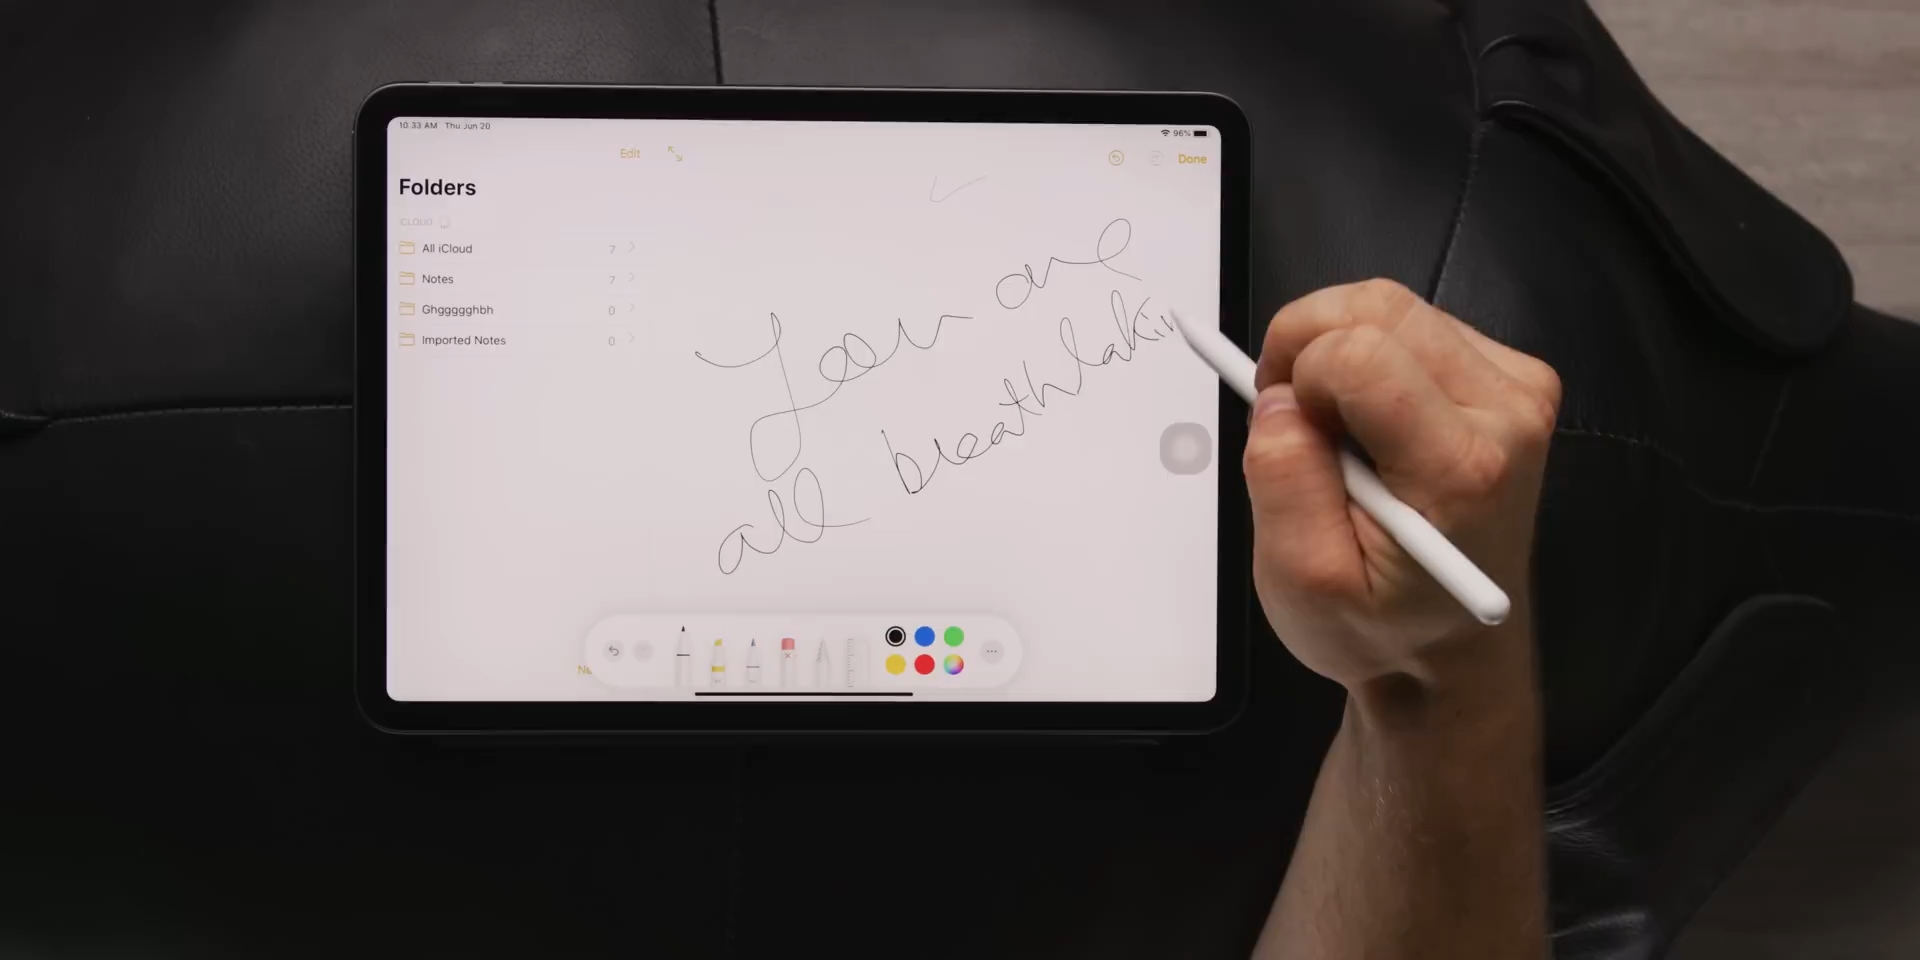 10:33 AM Thu Jun 20
96%
Edit
Done
Folders
ICLOUD
All iCloud 7
Notes 7
Ghggggghbh 0
Imported Notes 0
You are
all breathtakin